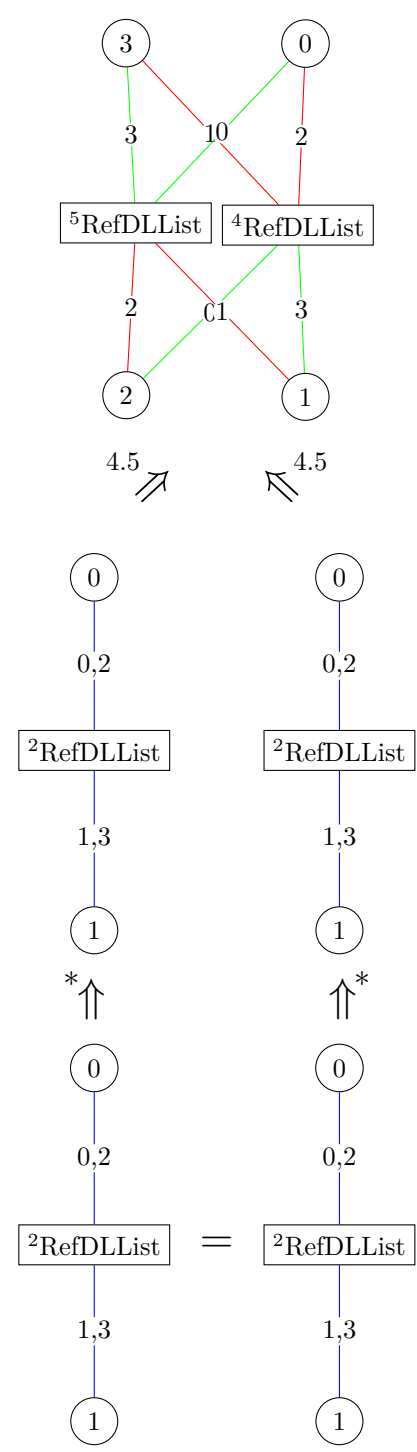 3 0
3 10 2
⁵RefDLList ⁴RefDLList
2 01 3
2 1
4.5 4.5
⇗ ⇖
0 0
0,2 0,2
²RefDLList ²RefDLList
1,3 1,3
1 1
*⇑ ⇑*
0 0
0,2 0,2
²RefDLList = ²RefDLList
1,3 1,3
1 1